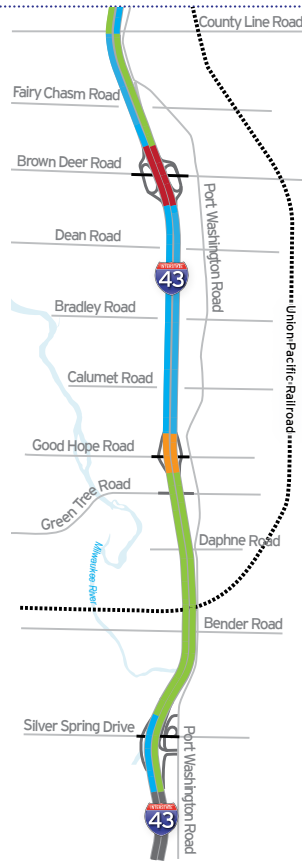 County Line Road
Fairy Chasm Road
Brown Deer Road
Port Washington Road
Dean Road
INTERSTATE
43
Bradley Road
Union Pacific Railroad
Calumet Road
Good Hope Road
Green Tree Road
Daphne Road
Milwaukee River
Bender Road
Silver Spring Drive
Port Washington Road
INTERSTATE
43